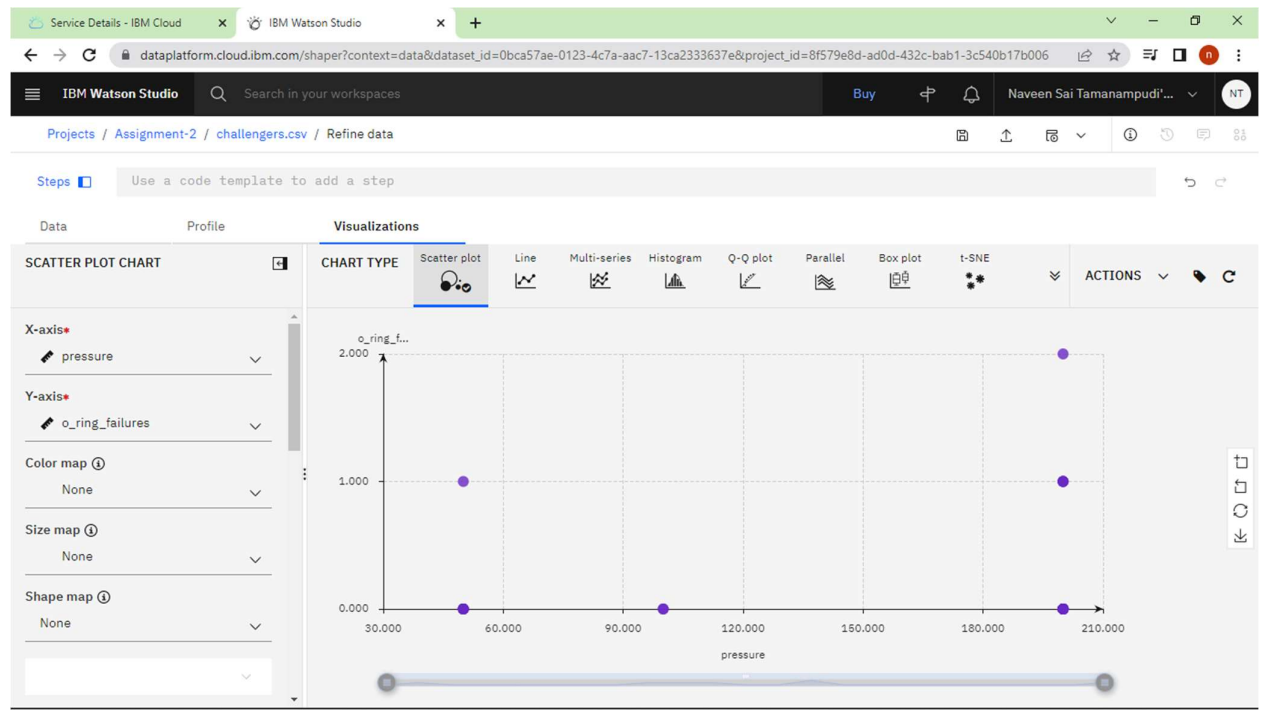 Service Details - IBM Cloud
IBM Watson Studio
dataplatform.cloud.ibm.com/shaper?context=data&dataset_id=0bca57ae-0123-4c7a-aac7-13ca2333637e&project_id=8f579e8d-ad0d-432c-bab1-3c540b17b006
n
IBM Watson Studio
Search in your workspaces
Buy
Naveen Sai Tamanampudi'...
NT
Projects / Assignment-2 / challengers.csv / Refine data
Steps
Use a code template to add a step
Data
Profile
Visualizations
SCATTER PLOT CHART
CHART TYPE
Scatter plot
Line
Multi-series
Histogram
Q-Q plot
Parallel
Box plot
t-SNE
ACTIONS
X-axis*
pressure
Y-axis*
o_ring_failures
Color map
None
Size map
None
Shape map
None
o_ring_f...
2.000
1.000
0.000
30.000 60.000 90.000 120.000 150.000 180.000 210.000
pressure